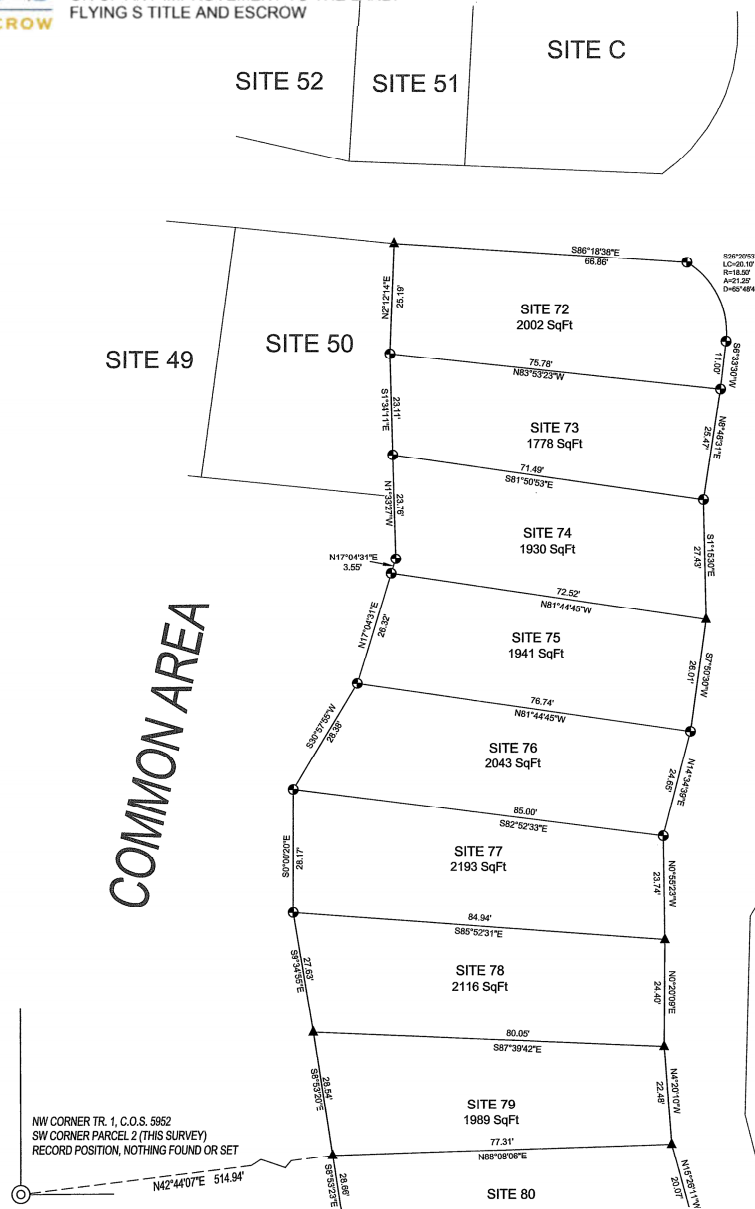 CROW
FLYING S TITLE AND ESCROW
SITE C
SITE 52
SITE 51
S86°18'38"E
66.86'
LC=20.10'
R=18.50'
A=21.25'
N2°12'14"E
25.19'
SITE 72
2002 SqFt
S6°33'30"W
11.00'
SITE 50
SITE 49
75.78'
N83°53'23"W
23.11'
S1°34'11"E
SITE 73
1778 SqFt
N8°48'31"E
25.47'
71.49'
S81°50'53"E
23.76'
N1°33'27"W
SITE 74
1930 SqFt
S1°15'30"E
27.43'
N17°04'31"E
3.55'
72.52'
N81°44'45"W
N17°04'31"E
26.32'
SITE 75
1941 SqFt
S7°50'30"W
26.01'
COMMON AREA
76.74'
N81°44'45"W
S30°57'55"W
28.38'
SITE 76
2043 SqFt
N14°34'39"E
24.65'
85.00'
S82°52'33"E
S0°06'20"E
28.17'
SITE 77
2193 SqFt
N0°55'23"W
23.74'
84.94'
S85°52'31"E
27.63'
S9°34'55"E
SITE 78
2116 SqFt
N0°20'09"E
24.40'
80.05'
S87°39'42"E
28.54'
S8°53'20"E
SITE 79
1989 SqFt
N4°20'10"W
22.48'
NW CORNER TR. 1, C.O.S. 5952
SW CORNER PARCEL 2 (THIS SURVEY)
RECORD POSITION, NOTHING FOUND OR SET
77.31'
N88°08'06"E
N42°44'07"E 514.94'
28.66'
S8°53'23"E
SITE 80
N15°26'11"W
20.07'